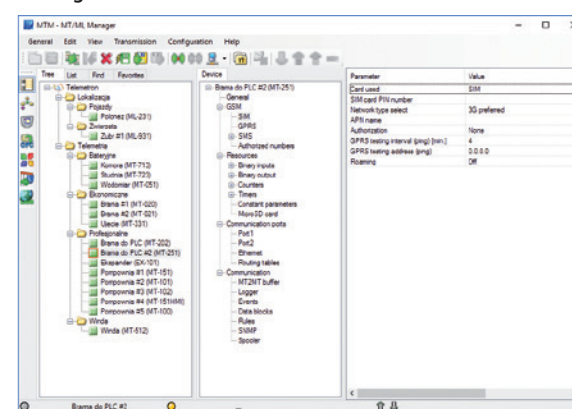 MTM - MT/ML Manager
General Edit View Transmission Configuration Help
Tree List Find Favorites
Telemetron
Lokalizacja
Pojazdy
Polonez (ML-231)
Zwierzęta
Żubr #1 (ML-931)
Telemetria
Bateryjne
Komora (MT-713)
Studnia (MT-723)
Wodomiar (MT-051)
Ekonomiczne
Brama #1 (MT-020)
Brama #2 (MT-021)
Ujęcie (MT-331)
Profesjonalne
Brama do PLC (MT-202)
Brama do PLC #2 (MT-251)
Ekspander (EX-101)
Pompownia #1 (MT-151)
Pompownia #2 (MT-101)
Pompownia #3 (MT-102)
Pompownia #4 (MT-151HMI)
Pompownia #5 (MT-100)
Winda
Winda (MT-512)
Device
Brama do PLC #2 (MT-251)
General
GSM
SIM
GPRS
SMS
Authorized numbers
Resources
Binary inputs
Binary output
Counters
Timers
Constant parameters
MicroSD card
Communication ports
Port1
Port2
Ethernet
Routing tables
Communication
MT2MT buffer
Logger
Events
Data blocks
Rules
SNMP
Spooler
Parameter Value
Card used SIM
SIM card PIN number
Network type select 3G preferred
APN name
Authorization None
GPRS testing interval (ping) [min.] 4
GPRS testing address (ping) 0.0.0.0
Roaming Off
Brama do PLC #2